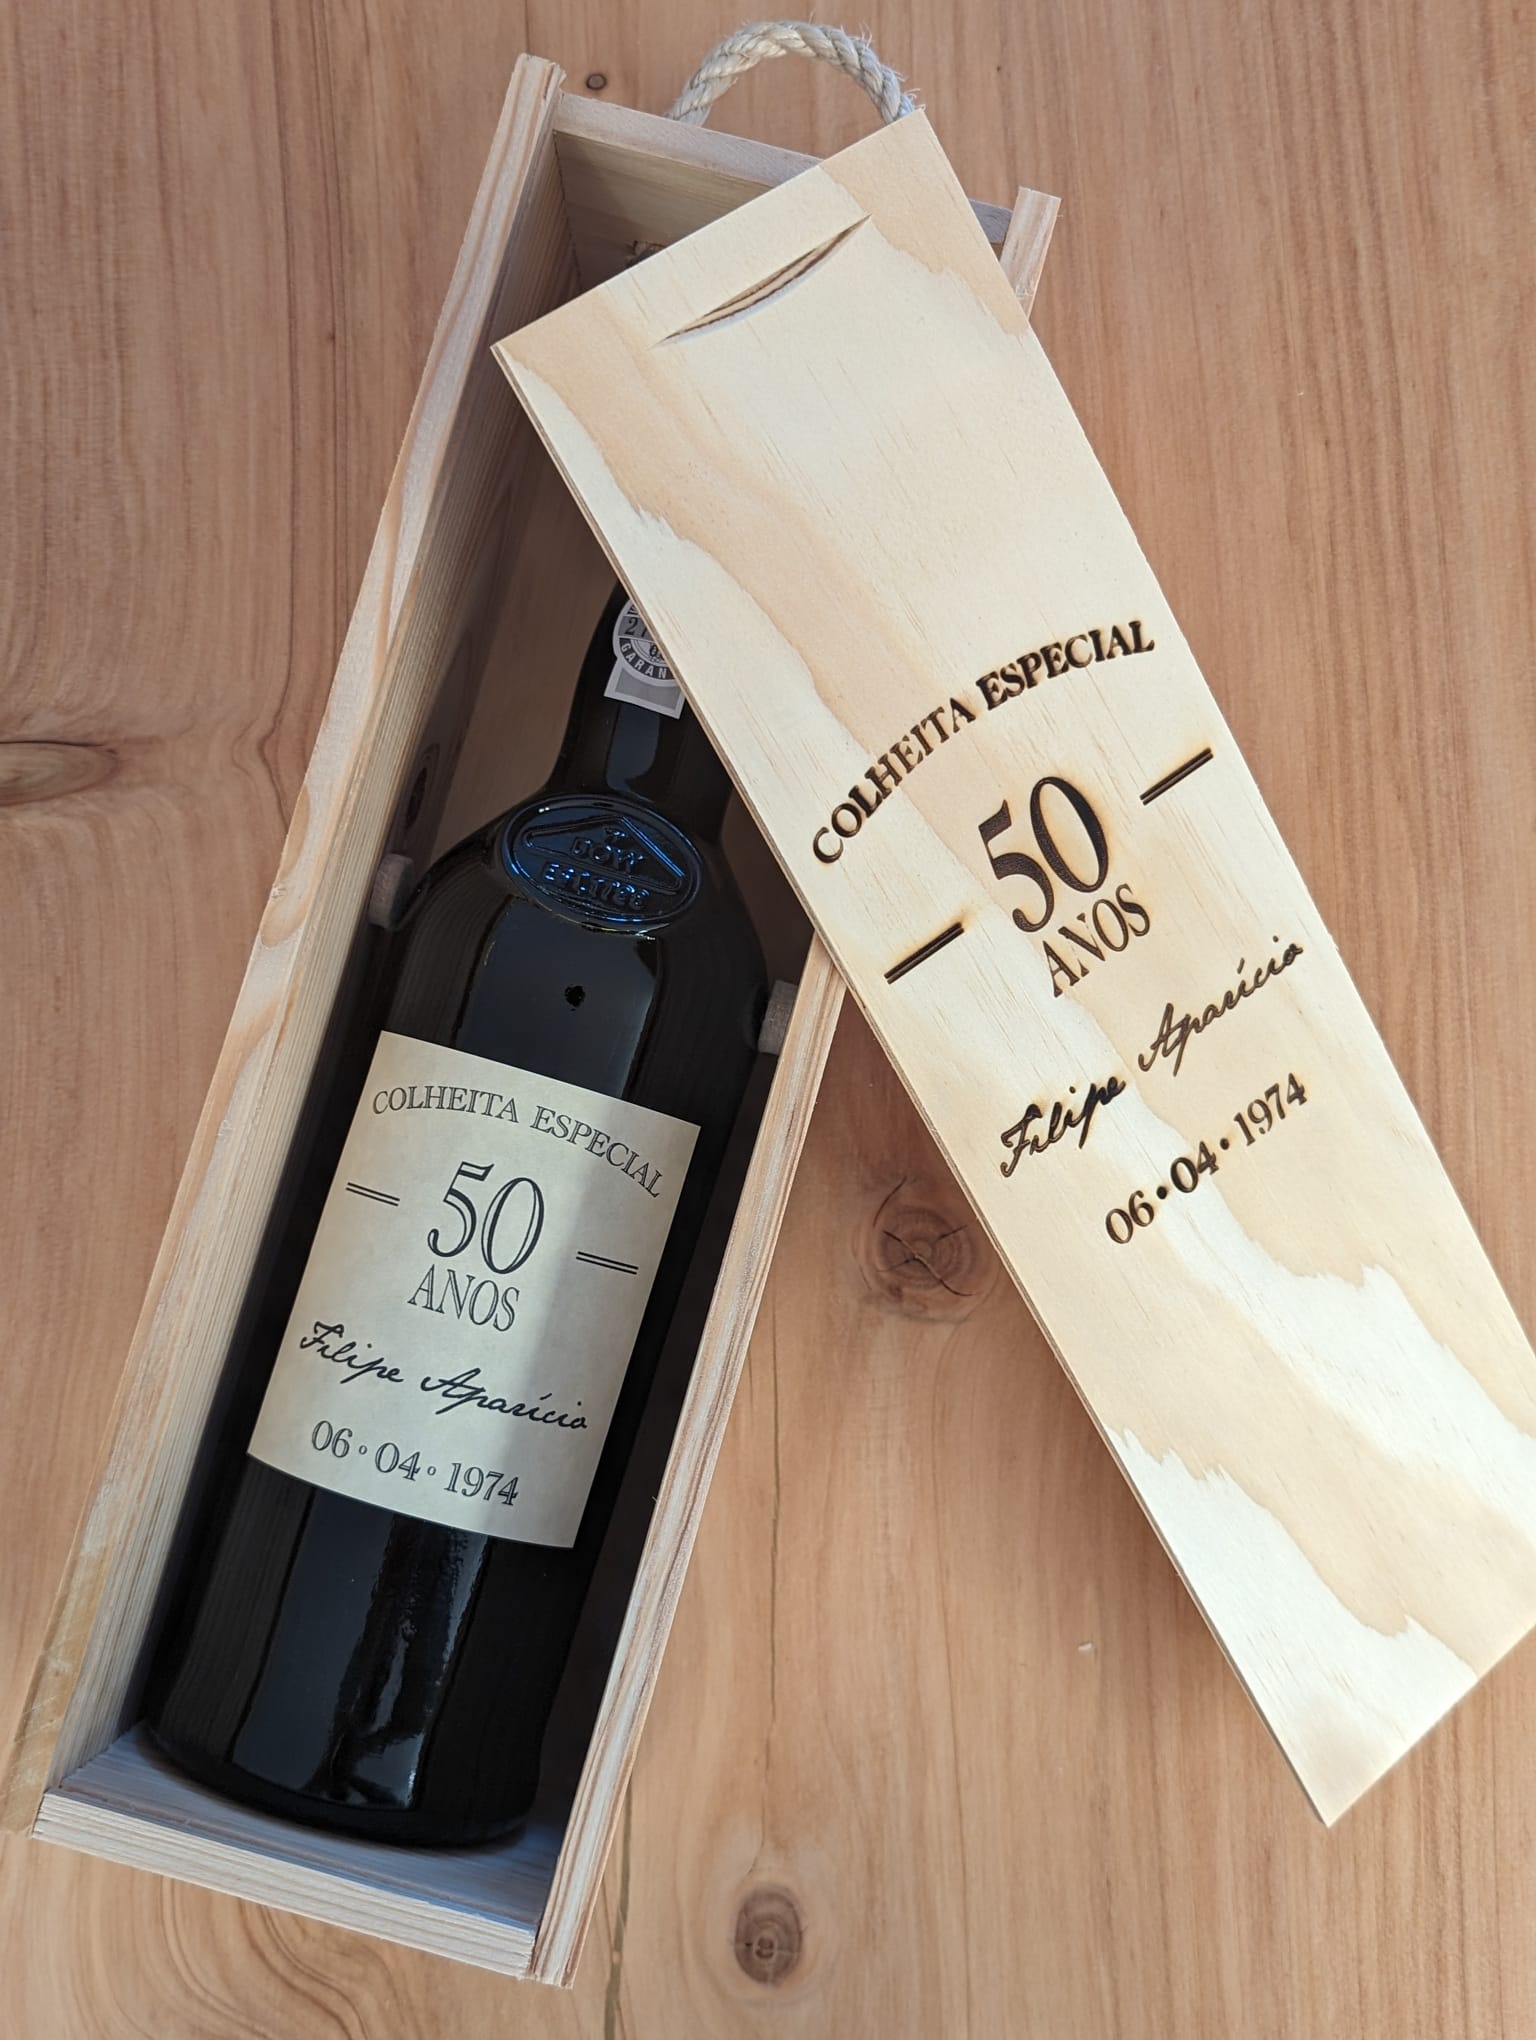 COLHEITA ESPECIAL
50
ANOS
Filipe Aparício
06•04•1974
DOW
COLHEITA ESPECIAL
50
ANOS
Filipe Aparício
06•04•1974